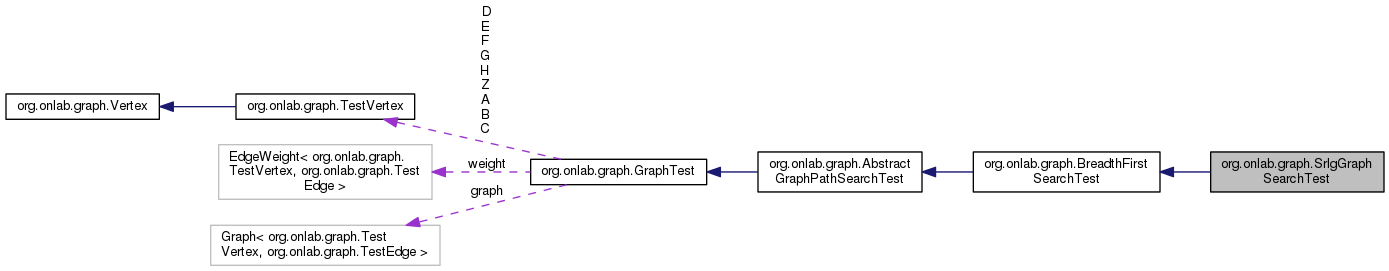 D
E
F
G
H
Z
A
B
C
org.onlab.graph.Vertex
org.onlab.graph.TestVertex
EdgeWeight< org.onlab.graph.
TestVertex, org.onlab.graph.Test
Edge >
weight
graph
Graph< org.onlab.graph.Test
Vertex, org.onlab.graph.TestEdge >
org.onlab.graph.GraphTest
org.onlab.graph.Abstract
GraphPathSearchTest
org.onlab.graph.BreadthFirst
SearchTest
org.onlab.graph.SrlgGraph
SearchTest